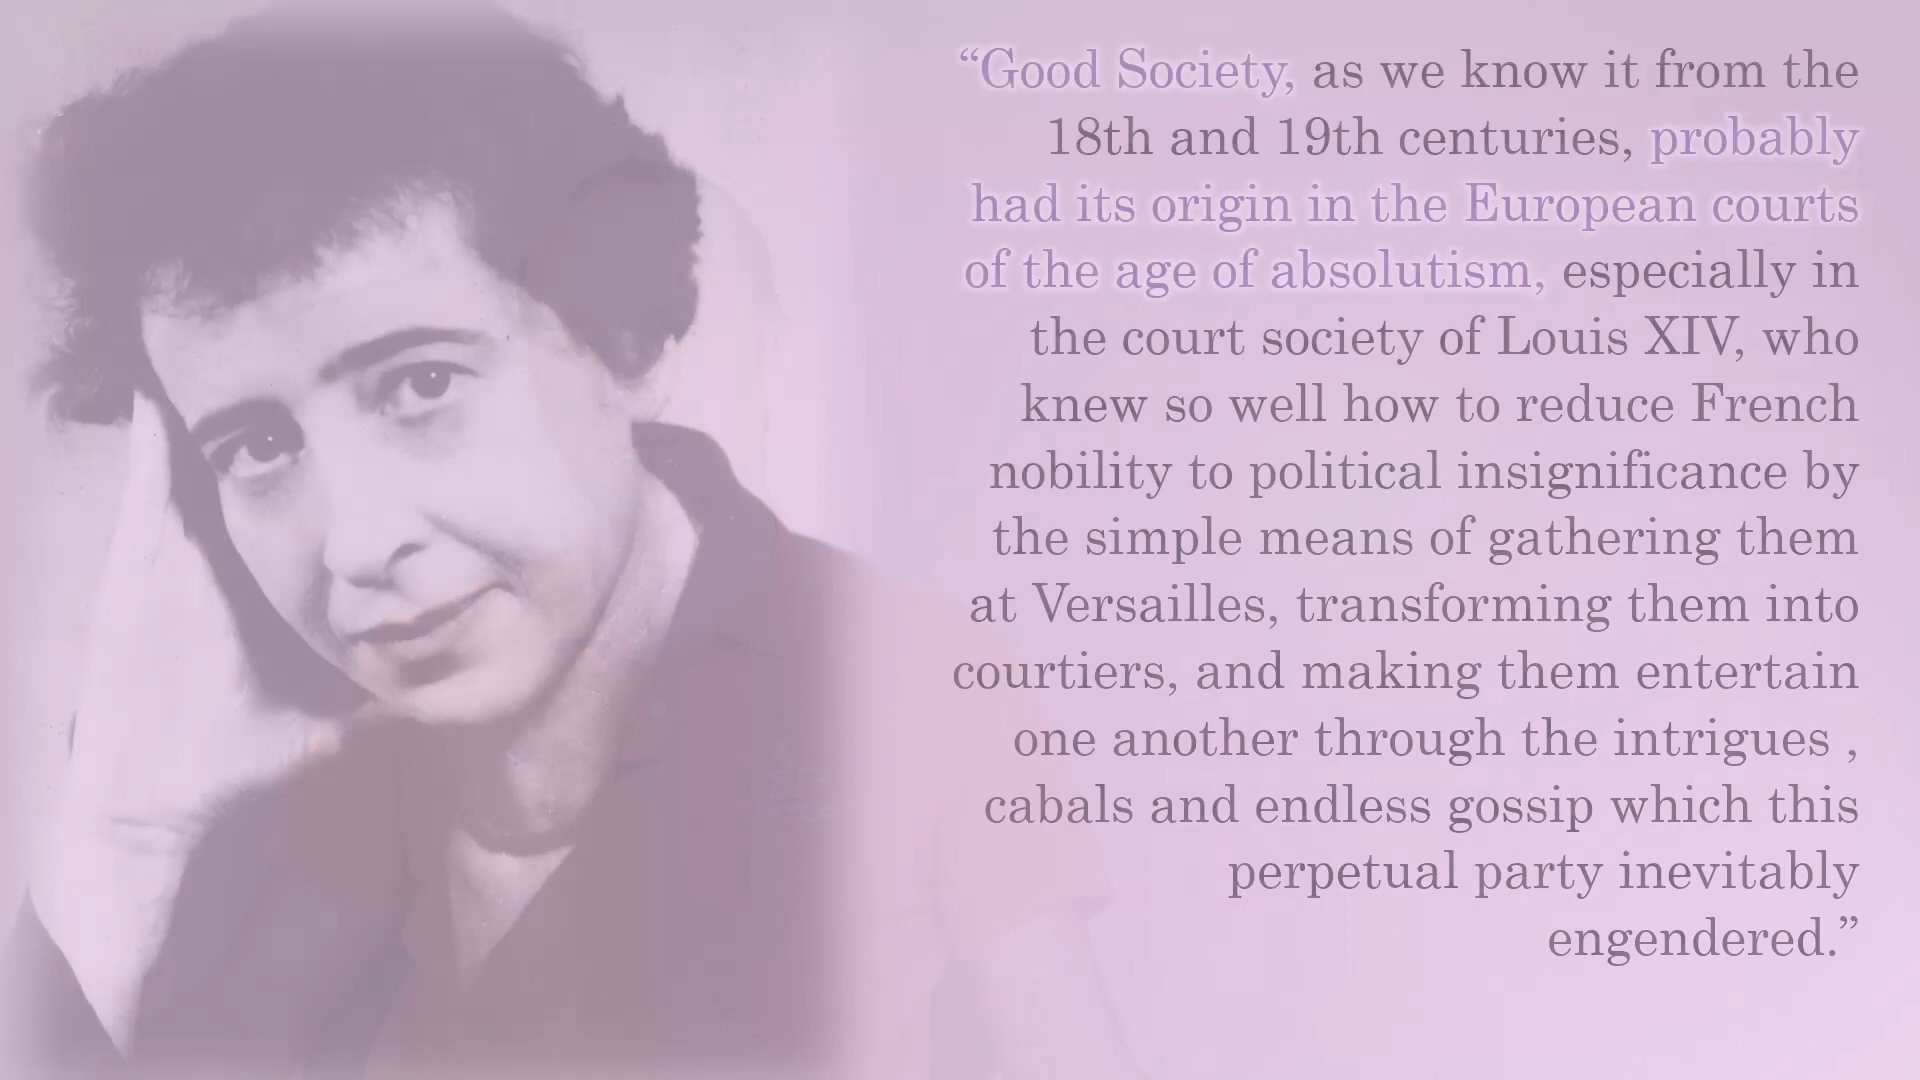 “Good Society, as we know it from the
18th and 19th centuries, probably
had its origin in the European courts
of the age of absolutism, especially in
the court society of Louis XIV, who
knew so well how to reduce French
nobility to political insignificance by
the simple means of gathering them
at Versailles, transforming them into
courtiers, and making them entertain
one another through the intrigues ,
cabals and endless gossip which this
perpetual party inevitably
engendered.”